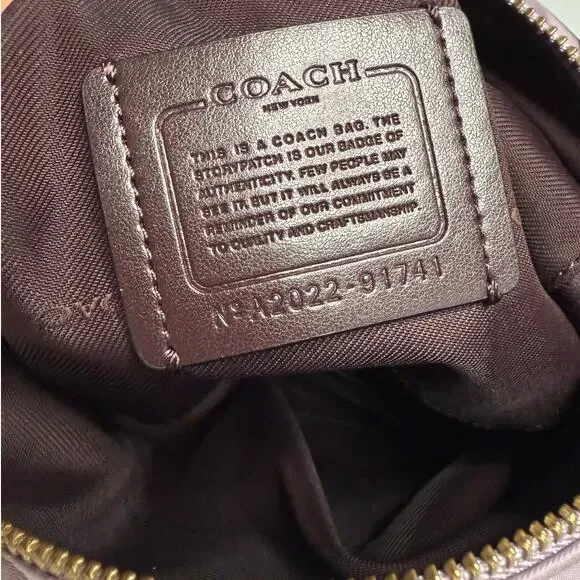 COACH
NEW YORK
THIS IS A COACH BAG. THE
STORYPATCH IS OUR BADGE OF
AUTHENTICITY. FEW PEOPLE MAY
SEE IT, BUT IT WILL ALWAYS BE A
REMINDER OF OUR COMMITMENT
TO QUALITY AND CRAFTSMANSHIP.
Nº A2022-91741